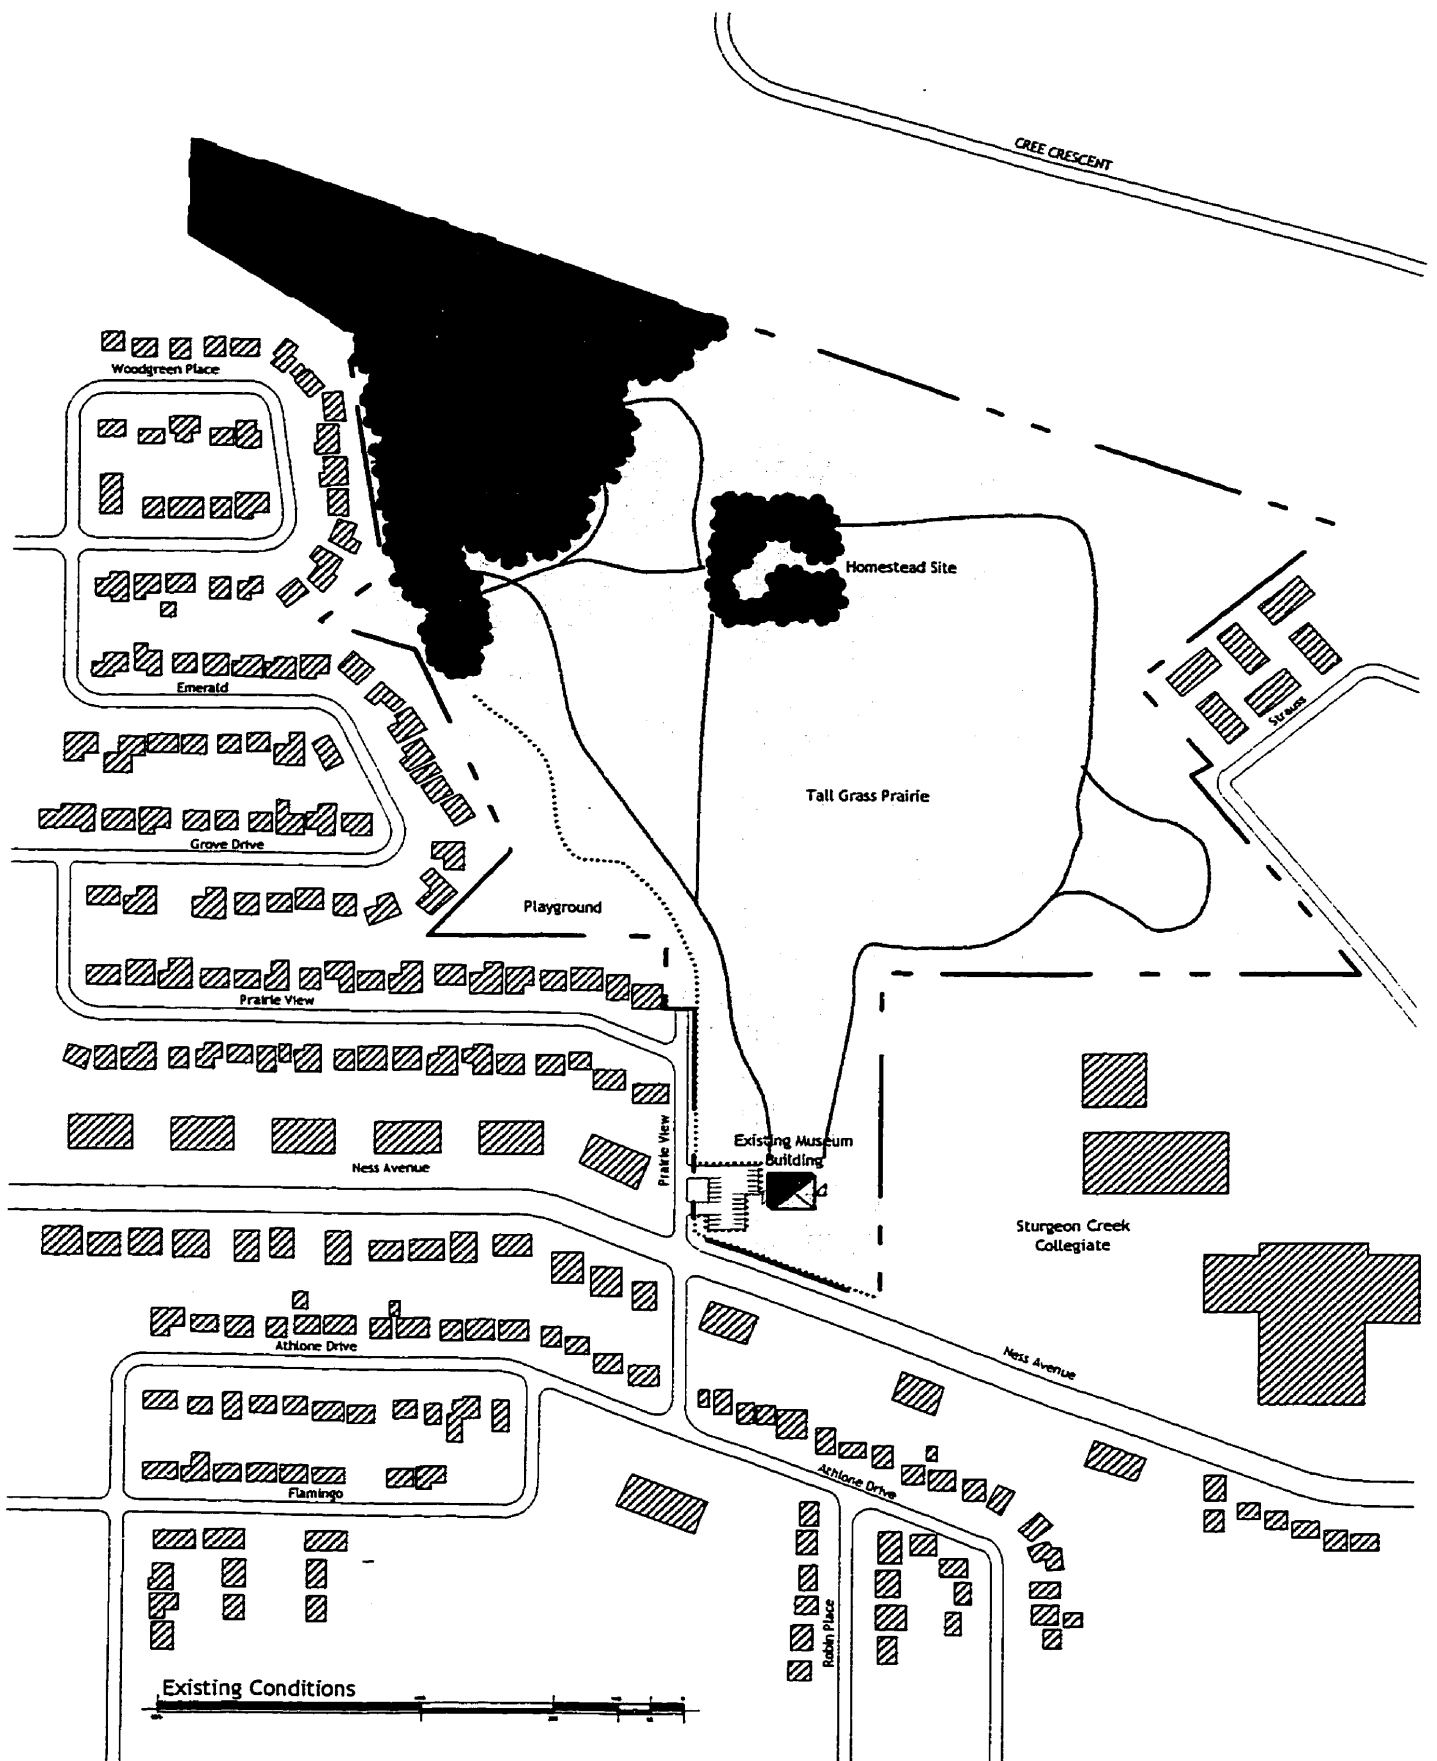 CREE CRESCENT
Woodgreen Place
Homestead Site
Emerald
Strauss
Tall Grass Prairie
Grove Drive
Playground
Prairie View
Prairie View
Existing Museum
Building
Ness Avenue
Sturgeon Creek
Collegiate
Athlone Drive
Ness Avenue
Athlone Drive
Flamingo
Robin Place
Existing Conditions